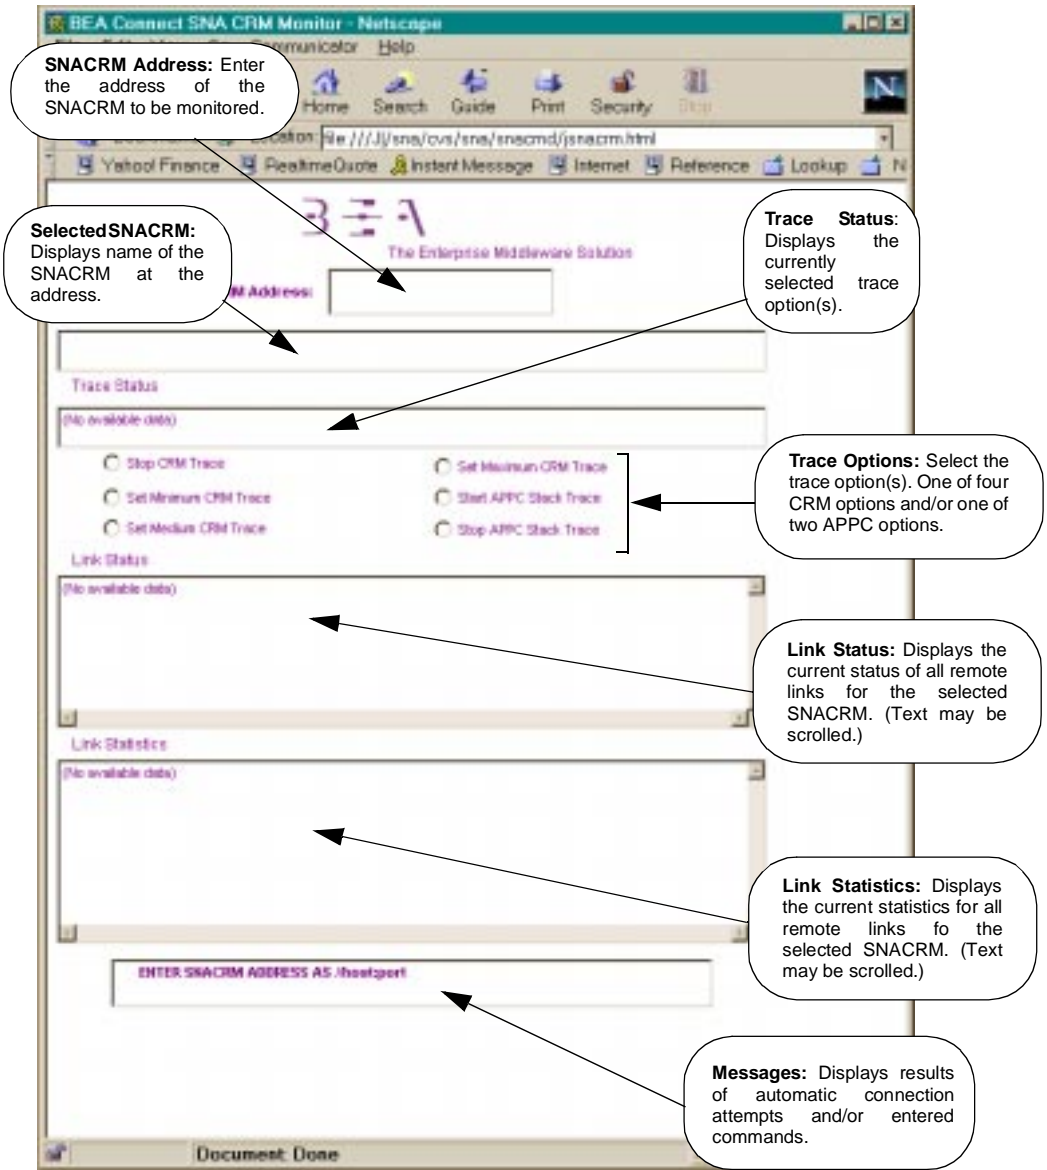 BEA Connect SNA CRM Monitor - Netscape
Communicator Help
SNACRM Address: Enter
the address of the
SNACRM to be monitored.
Home Search Guide Print Security Stop
Location: file:///J|/sna/cvs/sna/snacmd/jsnacrm.html
Yahoo! Finance RealtimeQuote Instant Message Internet Reference Lookup N
BEA
The Enterprise Middleware Solution
Selected SNACRM:
Displays name of the
SNACRM at the
address.
Trace Status:
Displays the
currently
selected trace
option(s).
M Address:
Trace Status
(No available data)
Stop CRM Trace
Set Maximum CRM Trace
Set Minimum CRM Trace
Start APPC Stack Trace
Set Medium CRM Trace
Stop APPC Stack Trace
Trace Options: Select the
trace option(s). One of four
CRM options and/or one of
two APPC options.
Link Status
(No available data)
Link Status: Displays the
current status of all remote
links for the selected
SNACRM. (Text may be
scrolled.)
Link Statistics
(No available data)
Link Statistics: Displays
the current statistics for all
remote links fo the
selected SNACRM. (Text
may be scrolled.)
ENTER SNACRM ADDRESS AS //host:port
Messages: Displays results
of automatic connection
attempts and/or entered
commands.
Document: Done